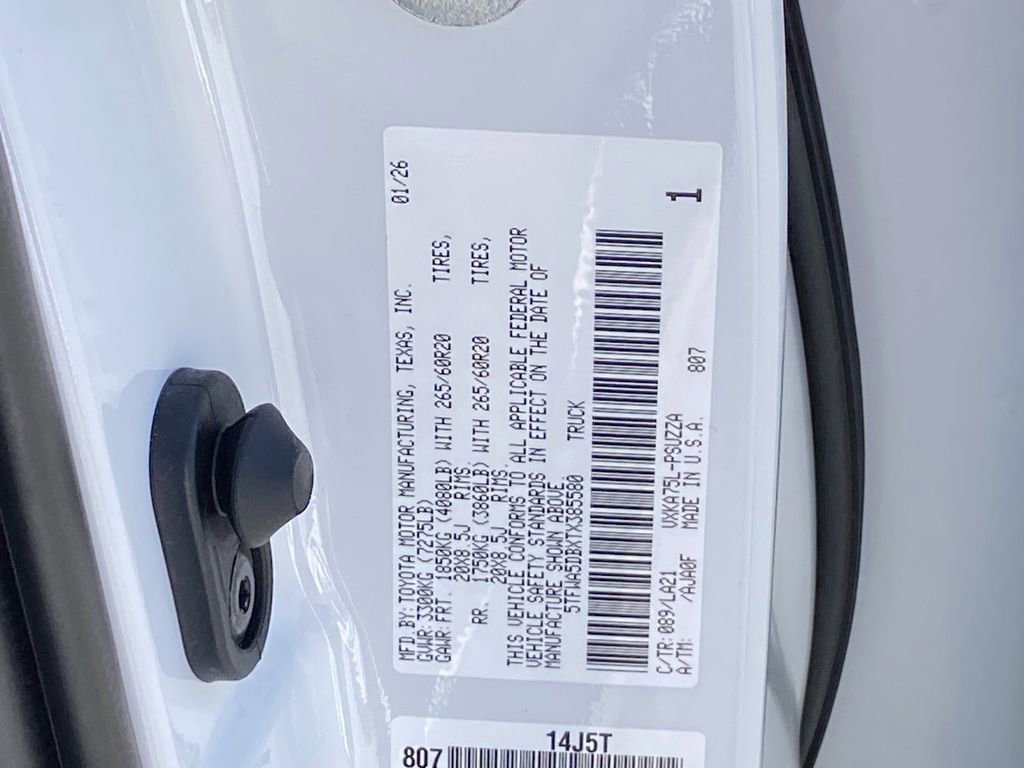 MFD.BY: TOYOTA MOTOR MANUFACTURING, TEXAS, INC. 01/26
GVWR: 3300KG (7275LB)
GAWR: FRT. 1850KG (4080LB) WITH 265/60R20 TIRES,
20X8.5J RIMS.
RR. 1750KG (3860LB) WITH 265/60R20 TIRES,
20X8.5J RIMS.
THIS VEHICLE CONFORMS TO ALL APPLICABLE FEDERAL MOTOR
VEHICLE SAFETY STANDARDS IN EFFECT ON THE DATE OF
MANUFACTURE SHOWN ABOVE.
5TFWA5DBXTX385580 TRUCK
C/TR: 089/LA21 VXKA75L-PSUZZA 1
A/TM: /AWA0F MADE IN U.S.A. 807
807
14J5T